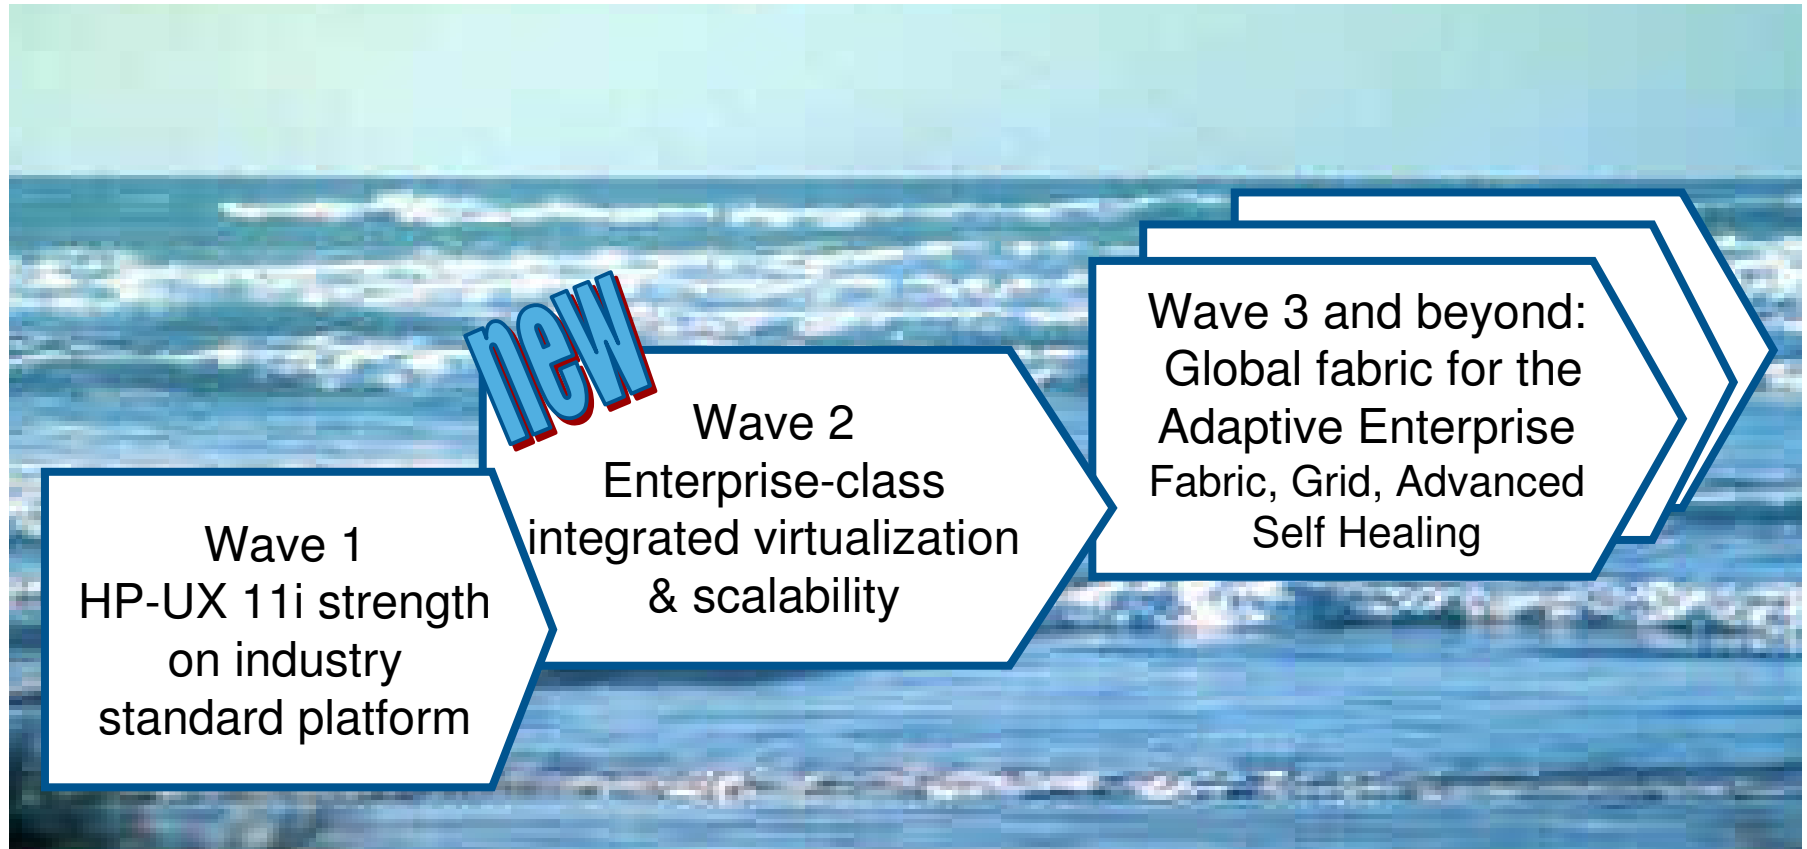 new
Wave 1
HP-UX 11i strength
on industry
standard platform
Wave 2
Enterprise-class
integrated virtualization
& scalability
Wave 3 and beyond:
Global fabric for the
Adaptive Enterprise
Fabric, Grid, Advanced
Self Healing